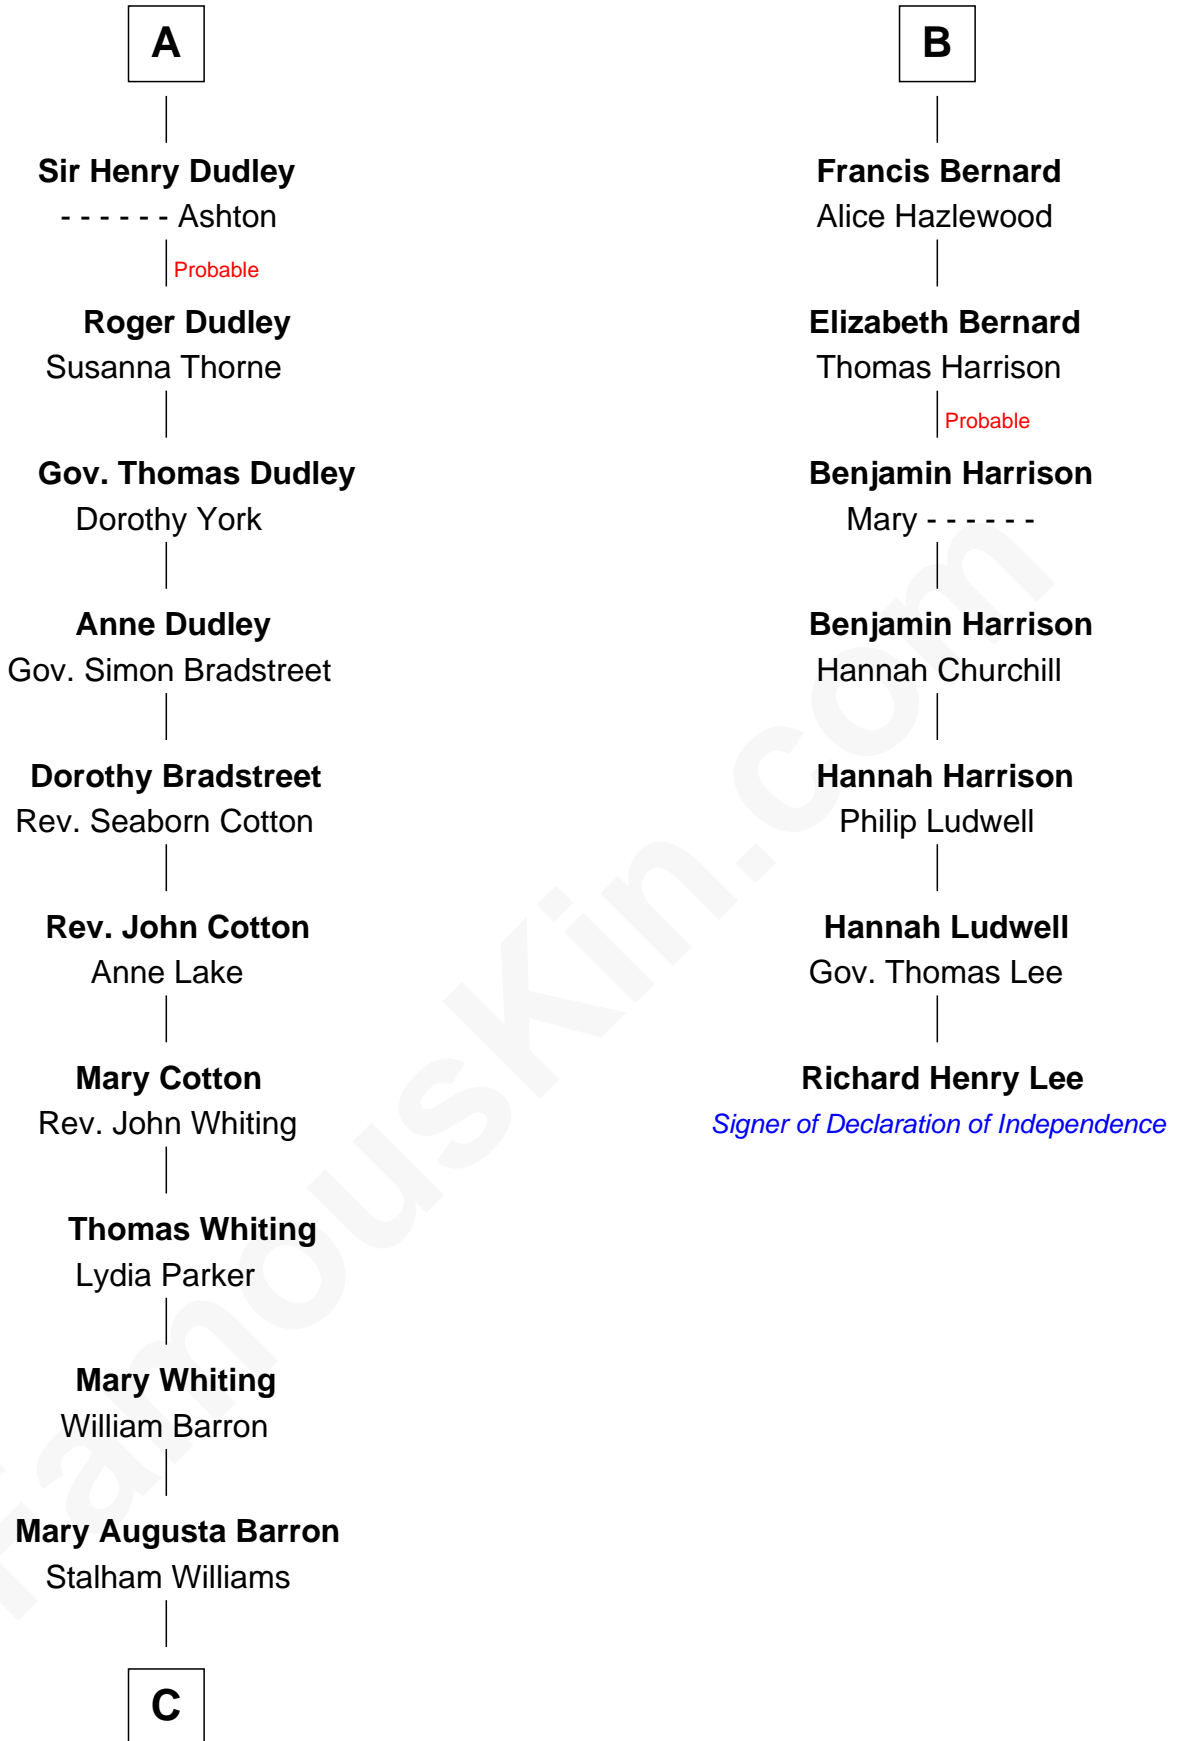 A
Sir Henry Dudley
- - - - - - Ashton
Probable
Roger Dudley
Susanna Thorne
Gov. Thomas Dudley
Dorothy York
Anne Dudley
Gov. Simon Bradstreet
Dorothy Bradstreet
Rev. Seaborn Cotton
Rev. John Cotton
Anne Lake
Mary Cotton
Rev. John Whiting
Thomas Whiting
Lydia Parker
Mary Whiting
William Barron
Mary Augusta Barron
Stalham Williams
C
B
Francis Bernard
Alice Hazlewood
Elizabeth Bernard
Thomas Harrison
Probable
Benjamin Harrison
Mary - - - - - -
Benjamin Harrison
Hannah Churchill
Hannah Harrison
Philip Ludwell
Hannah Ludwell
Gov. Thomas Lee
Richard Henry Lee
Signer of Declaration of Independence
FamousKin.com